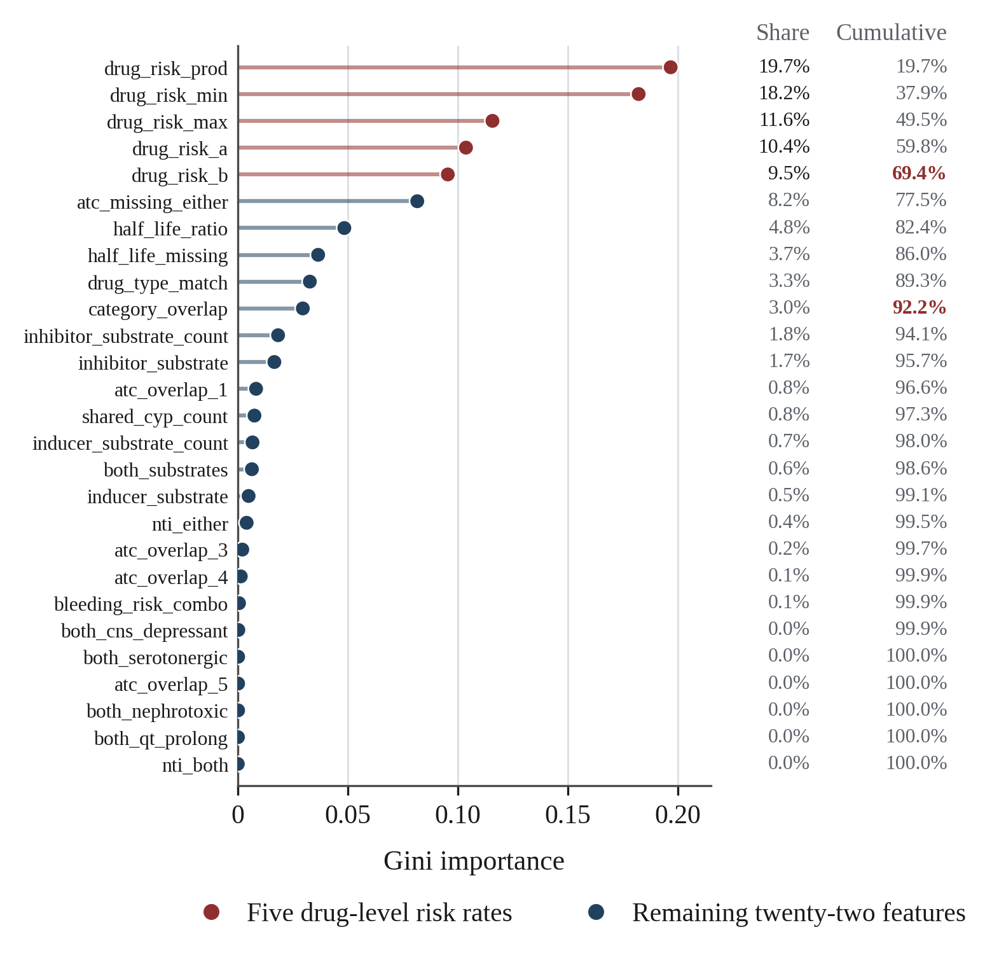 Share Cumulative
drug_risk_prod 19.7% 19.7%
drug_risk_min 18.2% 37.9%
drug_risk_max 11.6% 49.5%
drug_risk_a 10.4% 59.8%
drug_risk_b 9.5% 69.4%
atc_missing_either 8.2% 77.5%
half_life_ratio 4.8% 82.4%
half_life_missing 3.7% 86.0%
drug_type_match 3.3% 89.3%
category_overlap 3.0% 92.2%
inhibitor_substrate_count 1.8% 94.1%
inhibitor_substrate 1.7% 95.7%
atc_overlap_1 0.8% 96.6%
shared_cyp_count 0.8% 97.3%
inducer_substrate_count 0.7% 98.0%
both_substrates 0.6% 98.6%
inducer_substrate 0.5% 99.1%
nti_either 0.4% 99.5%
atc_overlap_3 0.2% 99.7%
atc_overlap_4 0.1% 99.9%
bleeding_risk_combo 0.1% 99.9%
both_cns_depressant 0.0% 99.9%
both_serotonergic 0.0% 100.0%
atc_overlap_5 0.0% 100.0%
both_nephrotoxic 0.0% 100.0%
both_qt_prolong 0.0% 100.0%
nti_both 0.0% 100.0%
0 0.05 0.10 0.15 0.20
Gini importance
Five drug-level risk rates Remaining twenty-two features